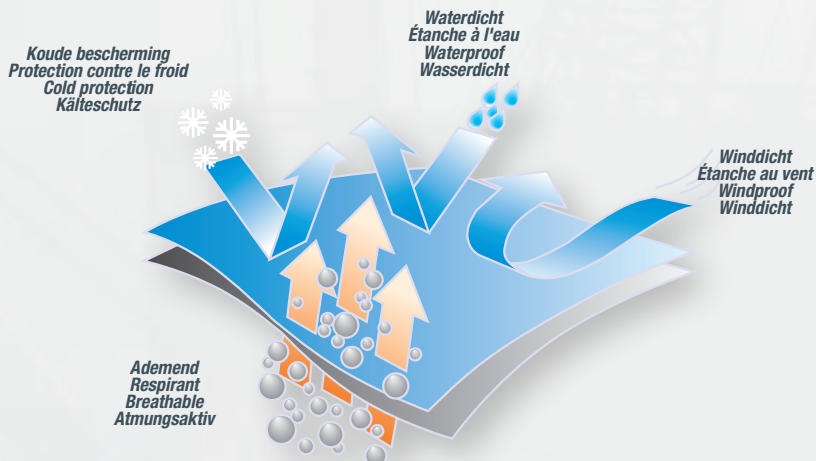 Koude bescherming
Protection contre le froid
Cold protection
Kälteschutz
Waterdicht
Étanche à l'eau
Waterproof
Wasserdicht
Winddicht
Étanche au vent
Windproof
Winddicht
Ademend
Respirant
Breathable
Atmungsaktiv